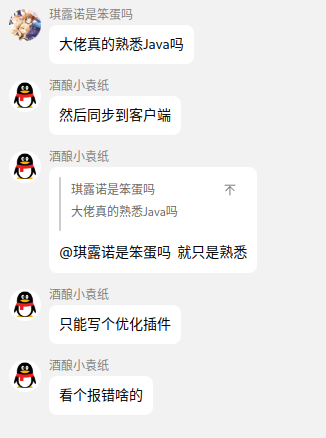 琪露诺是笨蛋吗
大佬真的熟悉Java吗
酒酿小袁纸
然后同步到客户端
酒酿小袁纸
琪露诺是笨蛋吗
大佬真的熟悉Java吗
@琪露诺是笨蛋吗 就只是熟悉
酒酿小袁纸
只能写个优化插件
酒酿小袁纸
看个报错啥的